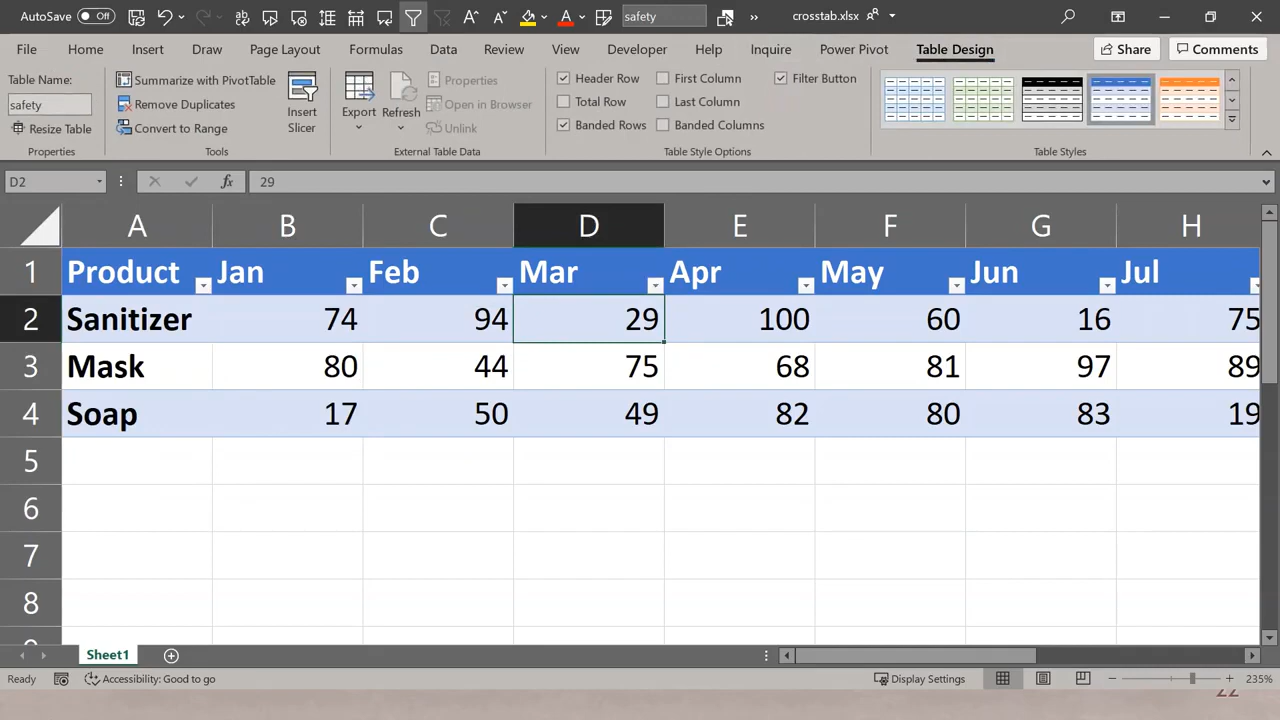 AutoSave Off safety crosstab.xlsx
File Home Insert Draw Page Layout Formulas Data Review View Developer Help Inquire Power Pivot Table Design Share Comments
Table Name: Summarize with PivotTable Properties Header Row First Column Filter Button
safety Remove Duplicates Insert Slicer Export Refresh Open in Browser Total Row Last Column
Resize Table Convert to Range Unlink Banded Rows Banded Columns
Properties Tools External Table Data Table Style Options Table Styles
D2 fx 29
A B C D E F G H
1 Product Jan Feb Mar Apr May Jun Jul
2 Sanitizer 74 94 29 100 60 16 75
3 Mask 80 44 75 68 81 97 89
4 Soap 17 50 49 82 80 83 19
5
6
7
8
Sheet1
Ready Accessibility: Good to go Display Settings 235%